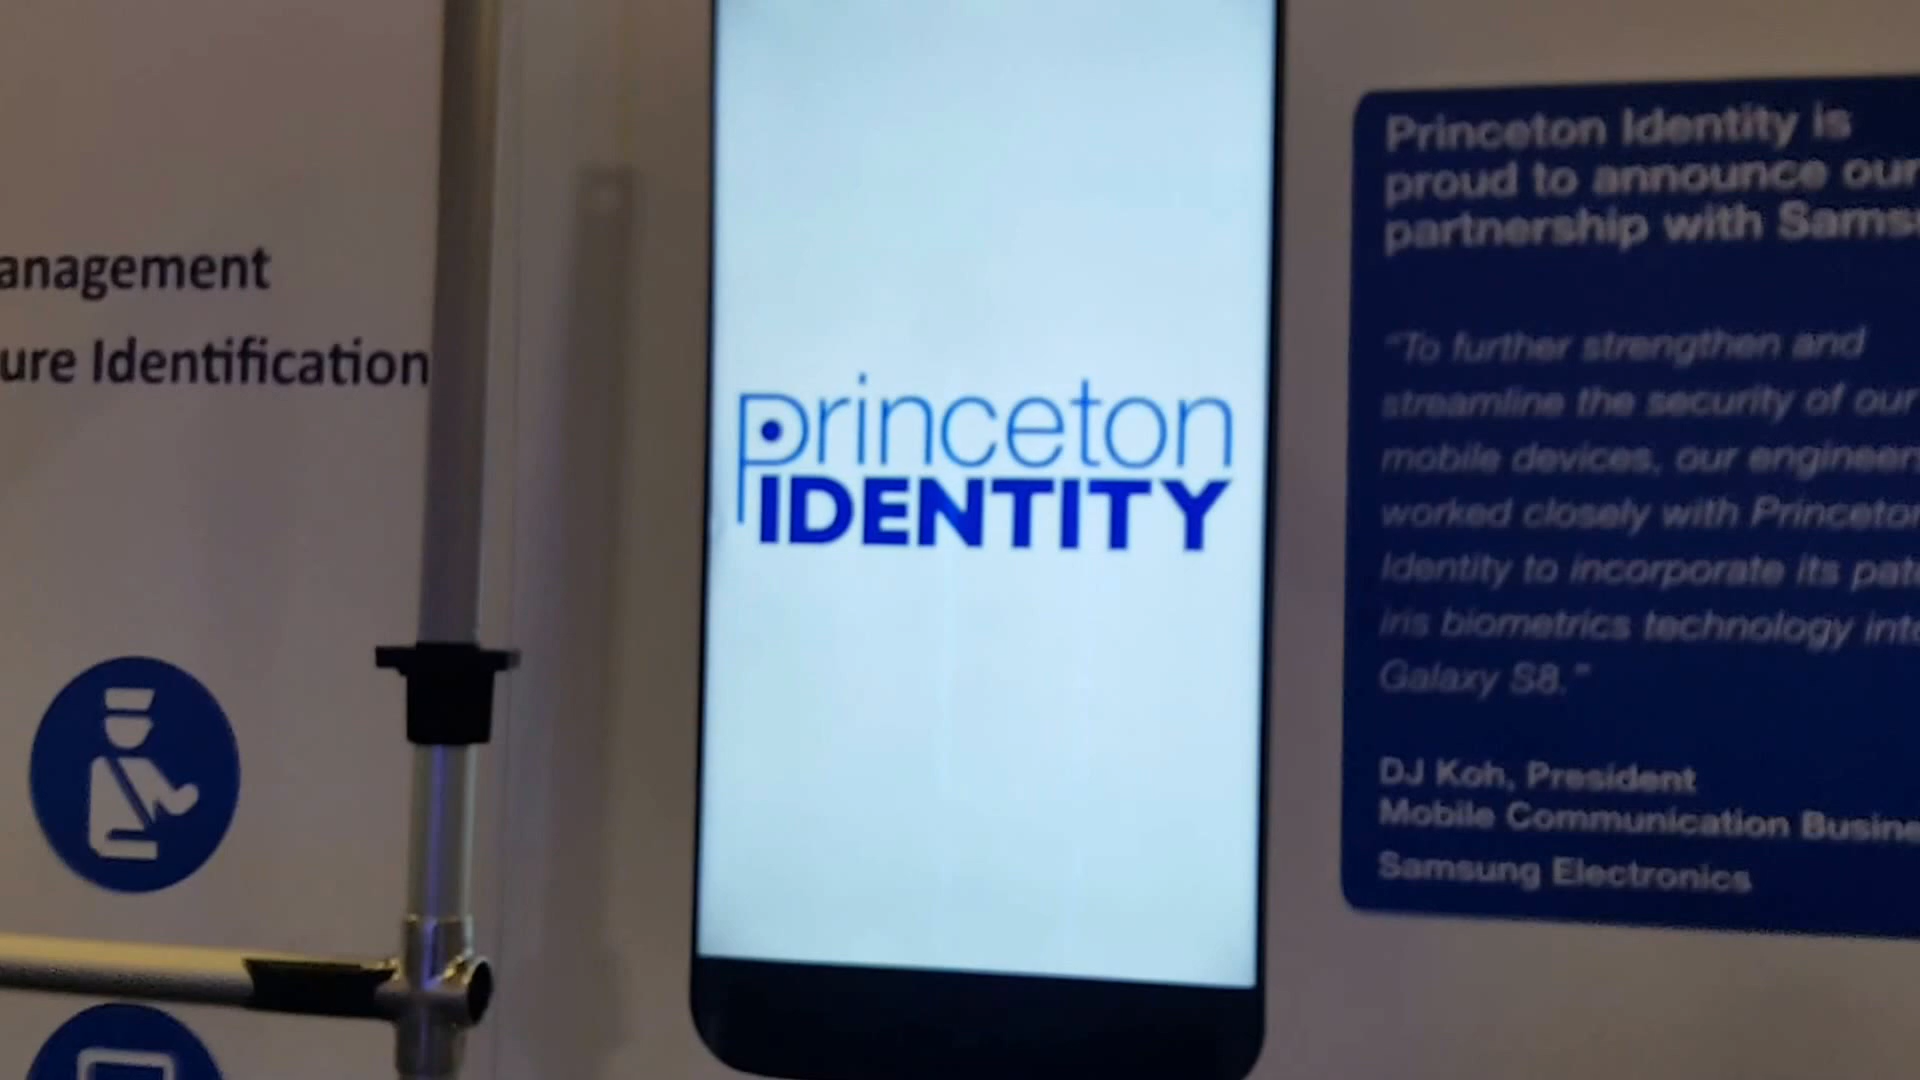 anagement
ure Identification
princeton
IDENTITY
Princeton Identity is
proud to announce our
partnership with Sams
"To further strengthen and
streamline the security of our
mobile devices, our engineers
worked closely with Princeton
Identity to incorporate its pat
iris biometrics technology into
Galaxy S8."
DJ Koh, President
Mobile Communication Busine
Samsung Electronics